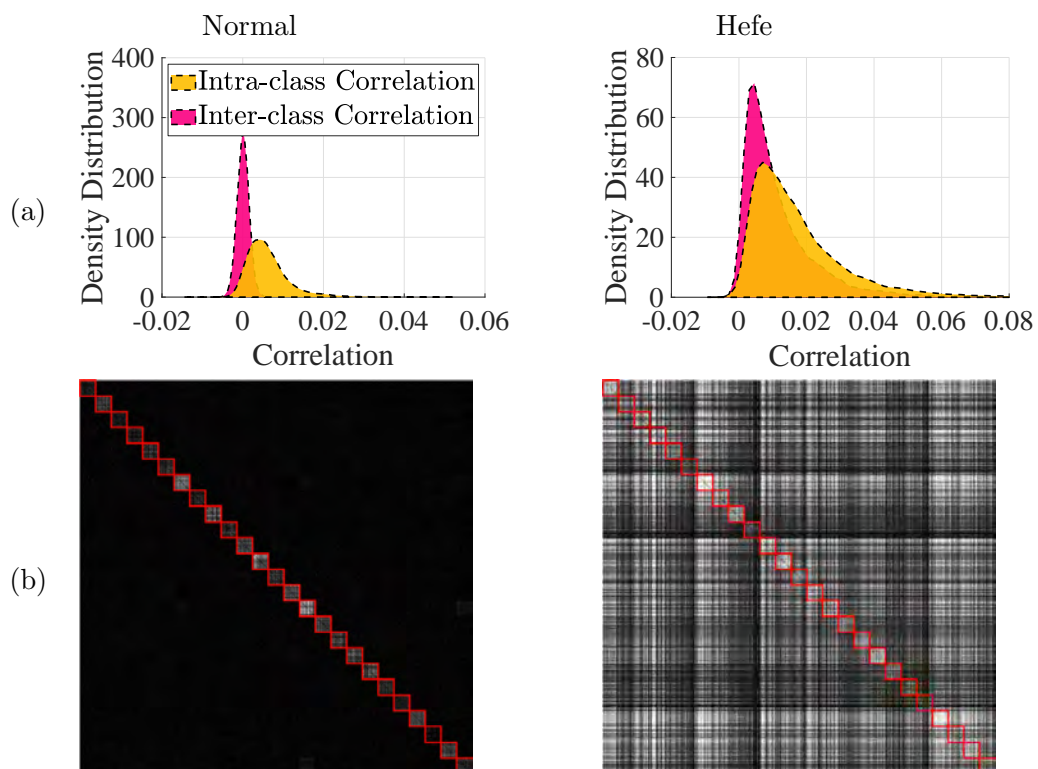 Normal
Hefe
400
300
200
100
0
Density Distribution
Intra-class Correlation
Inter-class Correlation
-0.02
0
0.02
0.04
0.06
Correlation
80
60
40
20
0
Density Distribution
-0.02
0
0.02
0.04
0.06
0.08
Correlation
(a)
(b)